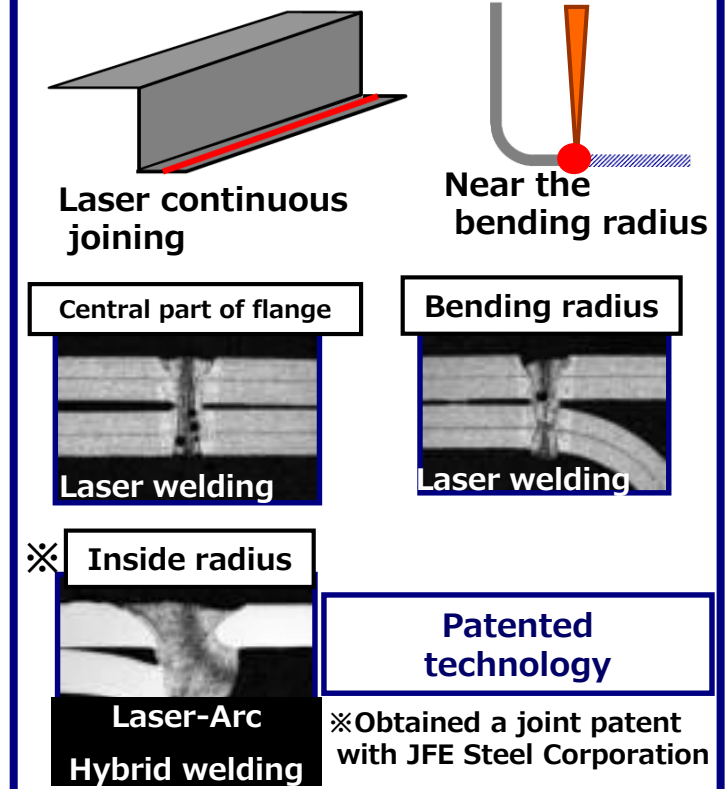 Laser continuous
joining
Near the
bending radius
Central part of flange
Bending radius
Laser welding
Laser welding
※
Inside radius
Laser-Arc
Hybrid welding
Patented
technology
※Obtained a joint patent
with JFE Steel Corporation